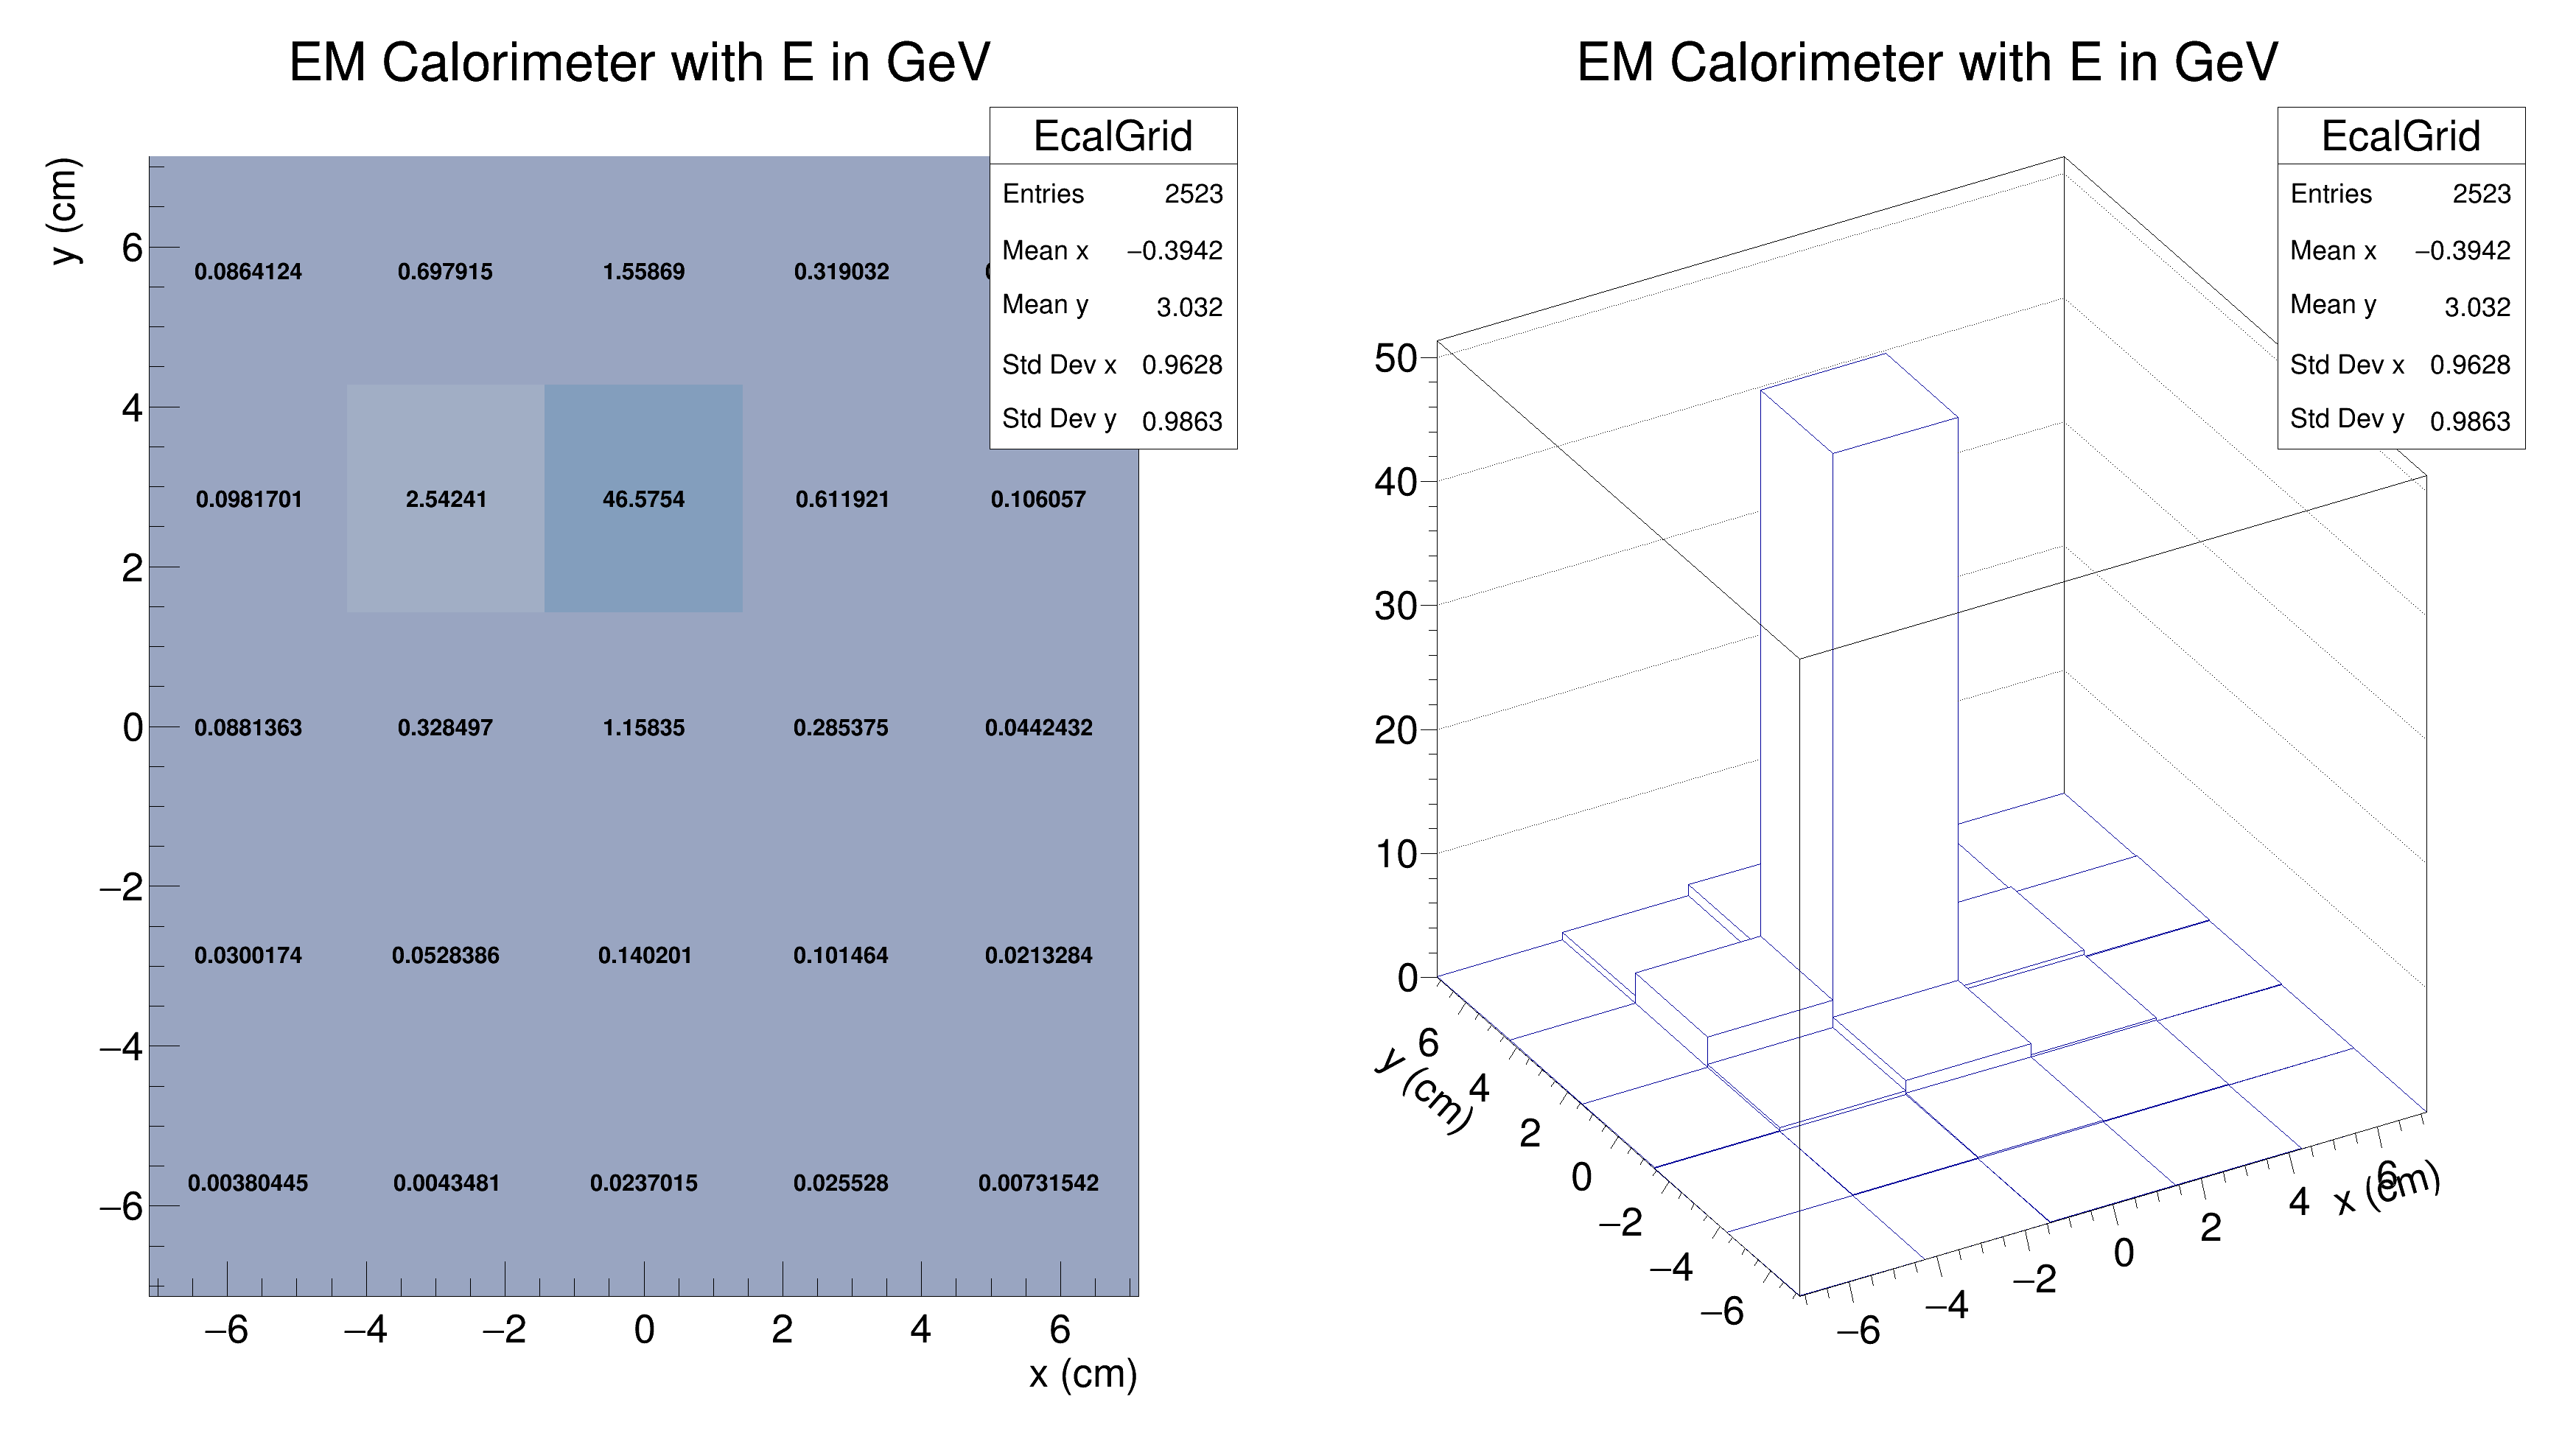 EM Calorimeter with E in GeV
EcalGrid
Entries 2523
Mean x −0.3942
Mean y 3.032
Std Dev x 0.9628
Std Dev y 0.9863
y (cm)
6
4
2
0
−2
−4
−6
0.0864124 0.697915 1.55869 0.319032
0.0981701 2.54241 46.5754 0.611921 0.106057
0.0881363 0.328497 1.15835 0.285375 0.0442432
0.0300174 0.0528386 0.140201 0.101464 0.0213284
0.00380445 0.0043481 0.0237015 0.025528 0.00731542
−6 −4 −2 0 2 4 6
x (cm)
EM Calorimeter with E in GeV
EcalGrid
Entries 2523
Mean x −0.3942
Mean y 3.032
Std Dev x 0.9628
Std Dev y 0.9863
50
40
30
20
10
0
6
4
2
0
−2
−4
−6
y (cm)
−6
−4
−2
0
2
4
6
x (cm)